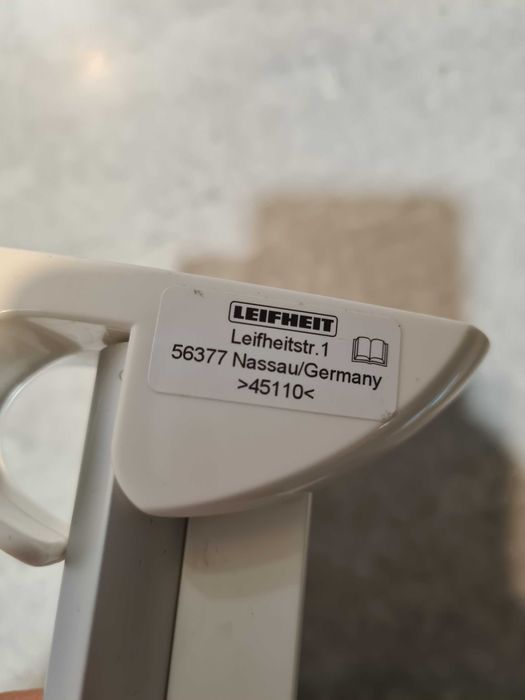 LEIFHEIT
Leifheitstr.1
56377 Nassau/Germany
>45110<